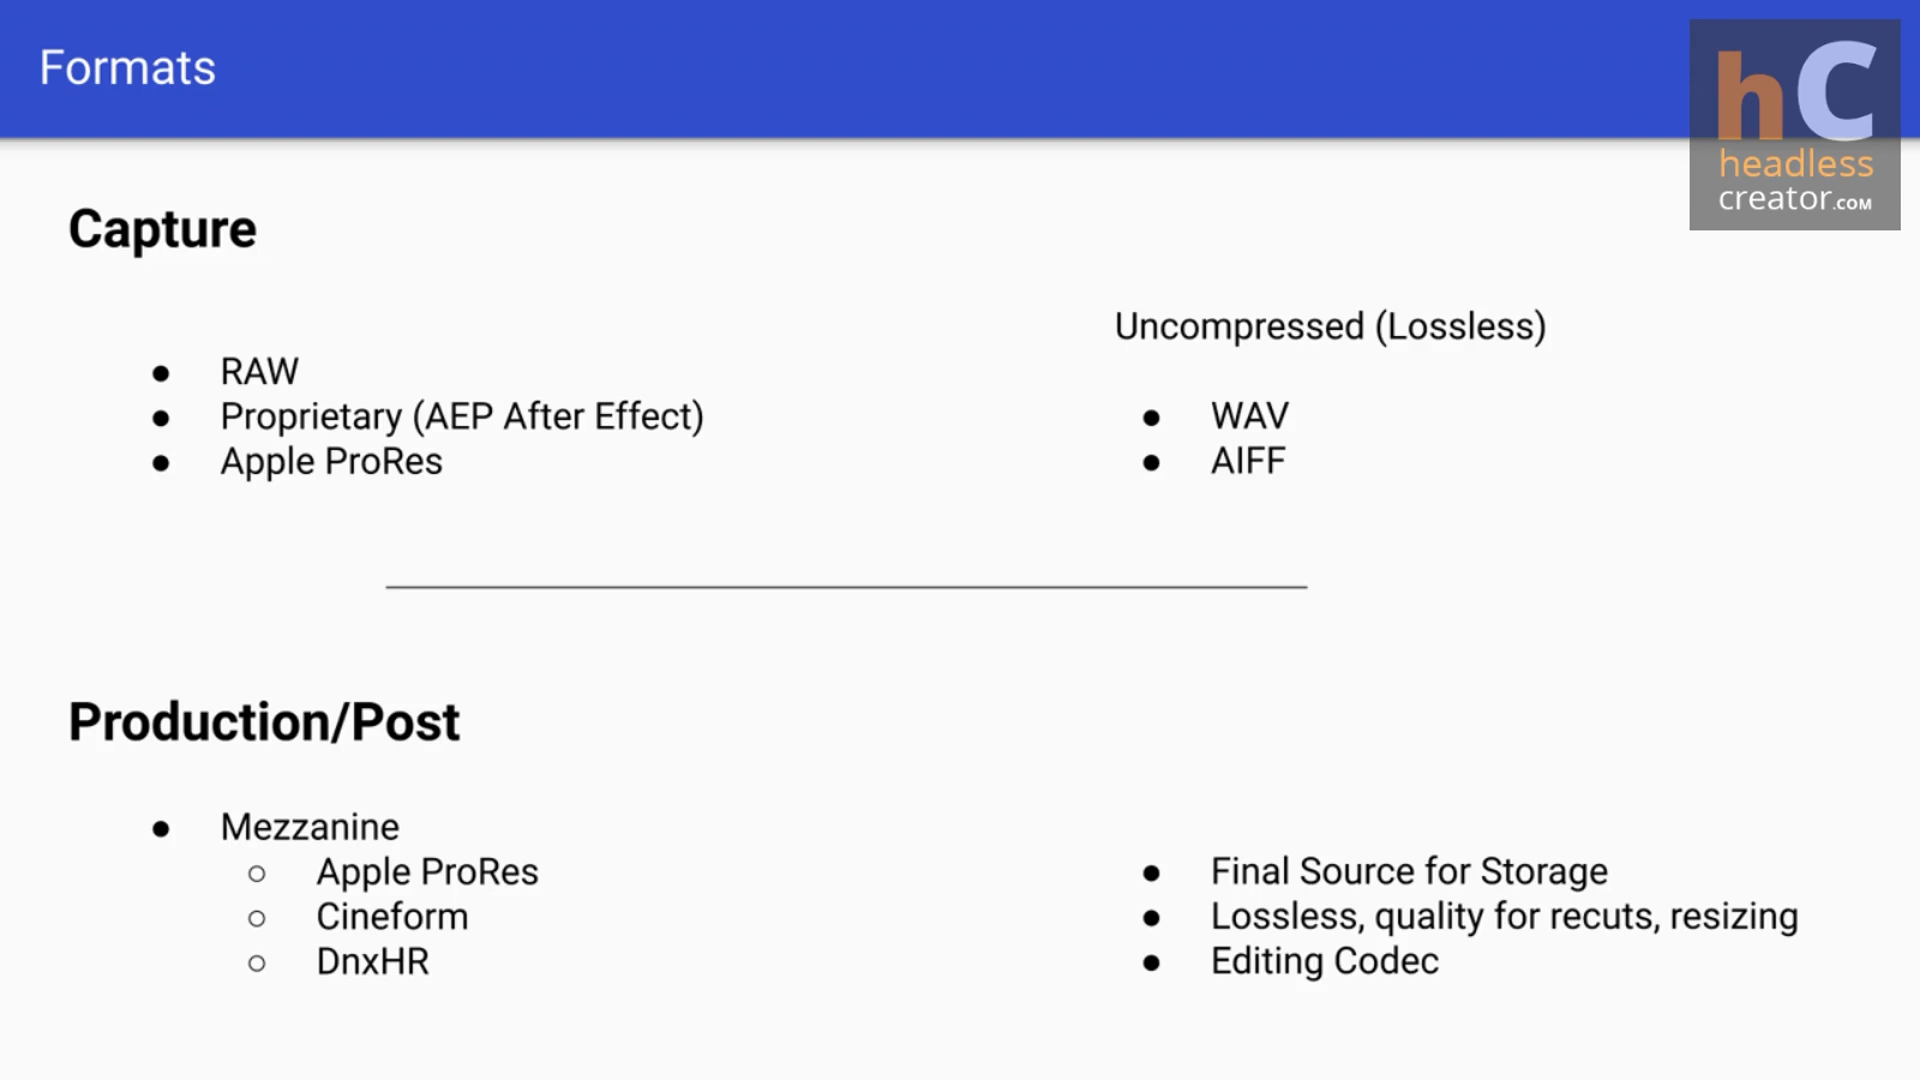 Formats
hC
headless
creator.COM
Capture
RAW
Proprietary (AEP After Effect)
Apple ProRes
Uncompressed (Lossless)
WAV
AIFF
Production/Post
Mezzanine
Apple ProRes
Cineform
DnxHR
Final Source for Storage
Lossless, quality for recuts, resizing
Editing Codec